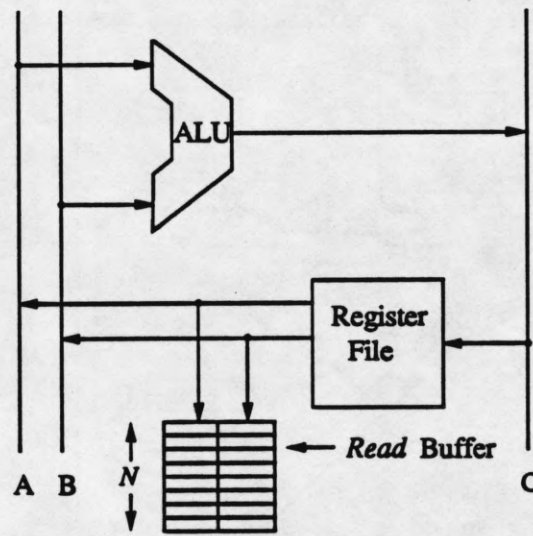 ALU
Register
File
Read Buffer
N
A B C